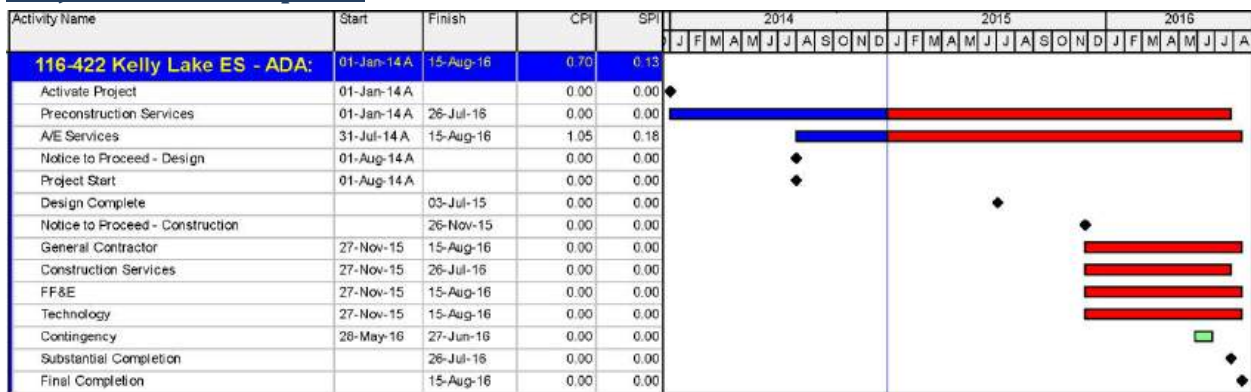 Activity Name Start Finish CPI SPI 2014 2015 2016
J F M A M J J A S O N D J F M A M J J A S O N D J F M A M J J A
116-422 Kelly Lake ES - ADA: 01-Jan-14 A 15-Aug-16 0.70 0.13
Activate Project 01-Jan-14 A 0.00 0.00
Preconstruction Services 01-Jan-14 A 26-Jul-16 0.00 0.00
A/E Services 31-Jul-14 A 15-Aug-16 1.05 0.18
Notice to Proceed - Design 01-Aug-14 A 0.00 0.00
Project Start 01-Aug-14 A 0.00 0.00
Design Complete 03-Jul-15 0.00 0.00
Notice to Proceed - Construction 26-Nov-15 0.00 0.00
General Contractor 27-Nov-15 15-Aug-16 0.00 0.00
Construction Services 27-Nov-15 26-Jul-16 0.00 0.00
FF&E 27-Nov-15 15-Aug-16 0.00 0.00
Technology 27-Nov-15 15-Aug-16 0.00 0.00
Contingency 28-May-16 27-Jun-16 0.00 0.00
Substantial Completion 26-Jul-16 0.00 0.00
Final Completion 15-Aug-16 0.00 0.00